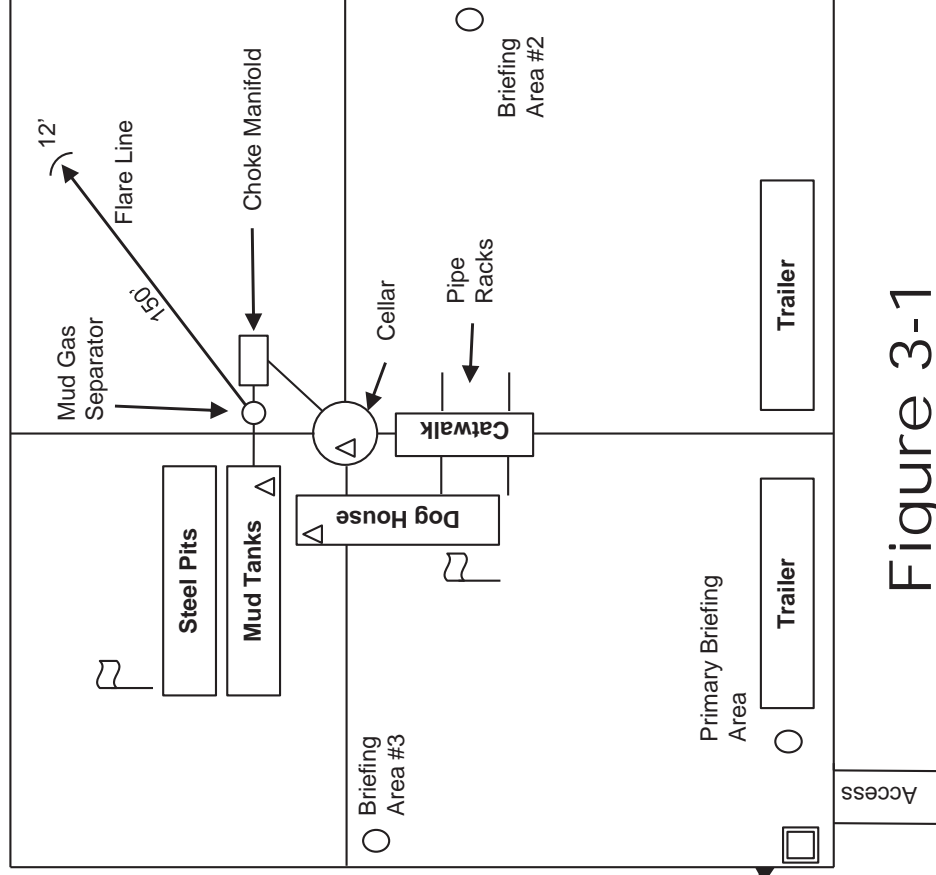 12'
Flare Line
150'
Mud Gas
Separator
Choke Manifold
Steel Pits
Mud Tanks
Cellar
Pipe
Racks
Catwalk
Dog House
Briefing
Area #2
Briefing
Area #3
Primary Briefing
Area
Trailer
Trailer
Access
Figure 3-1